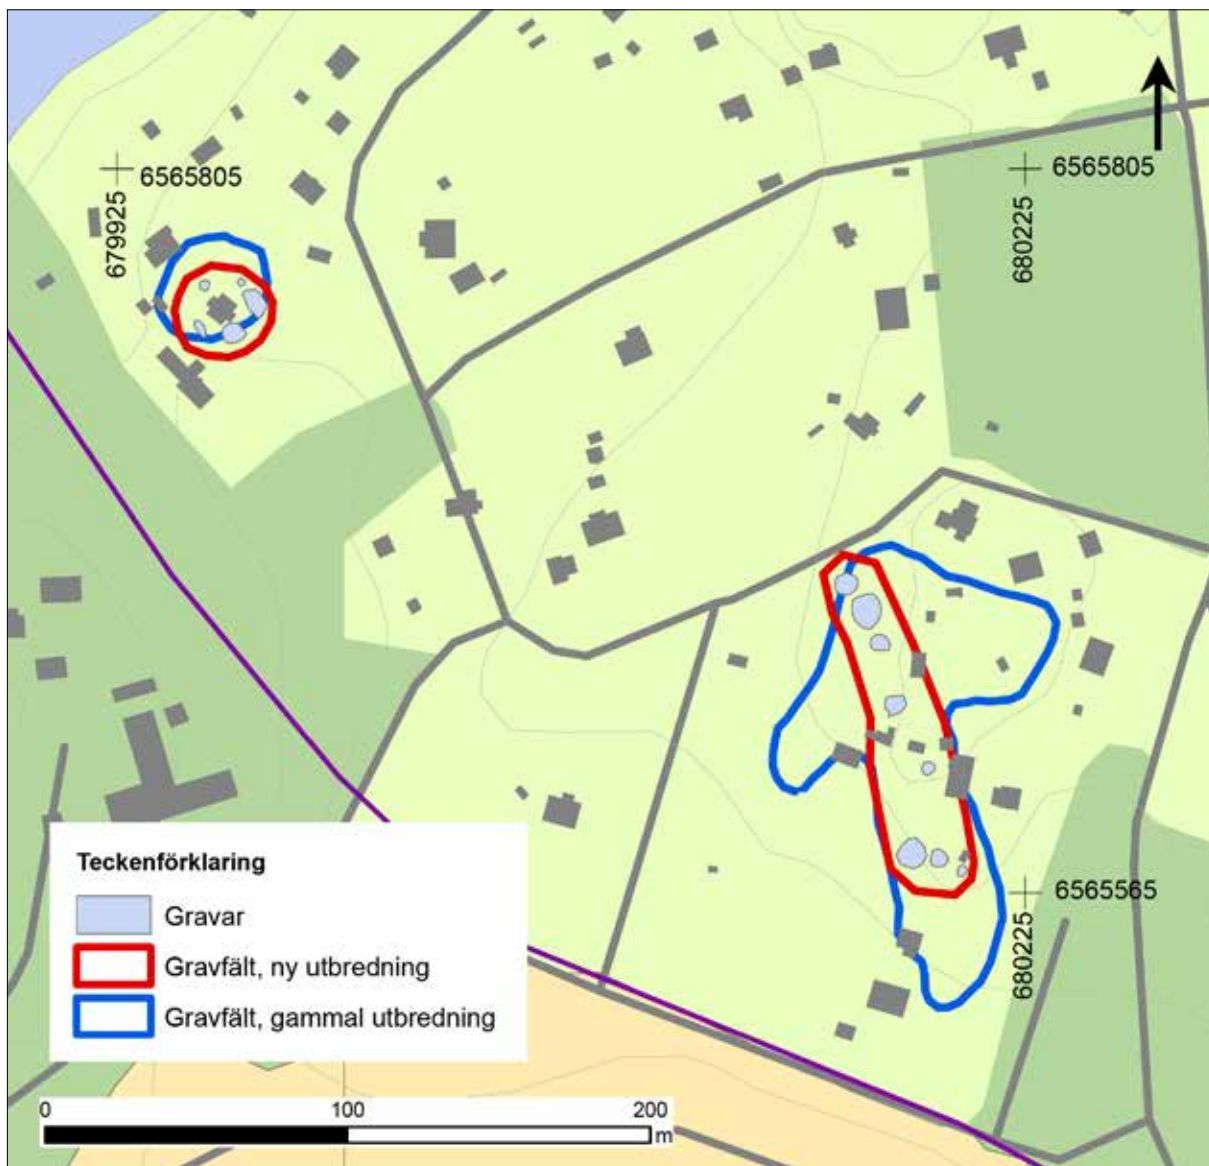 6565805
679925
6565805
680225
6565565
680225
Teckenförklaring
Gravar
Gravfält, ny utbredning
Gravfält, gammal utbredning
0 100 200
m